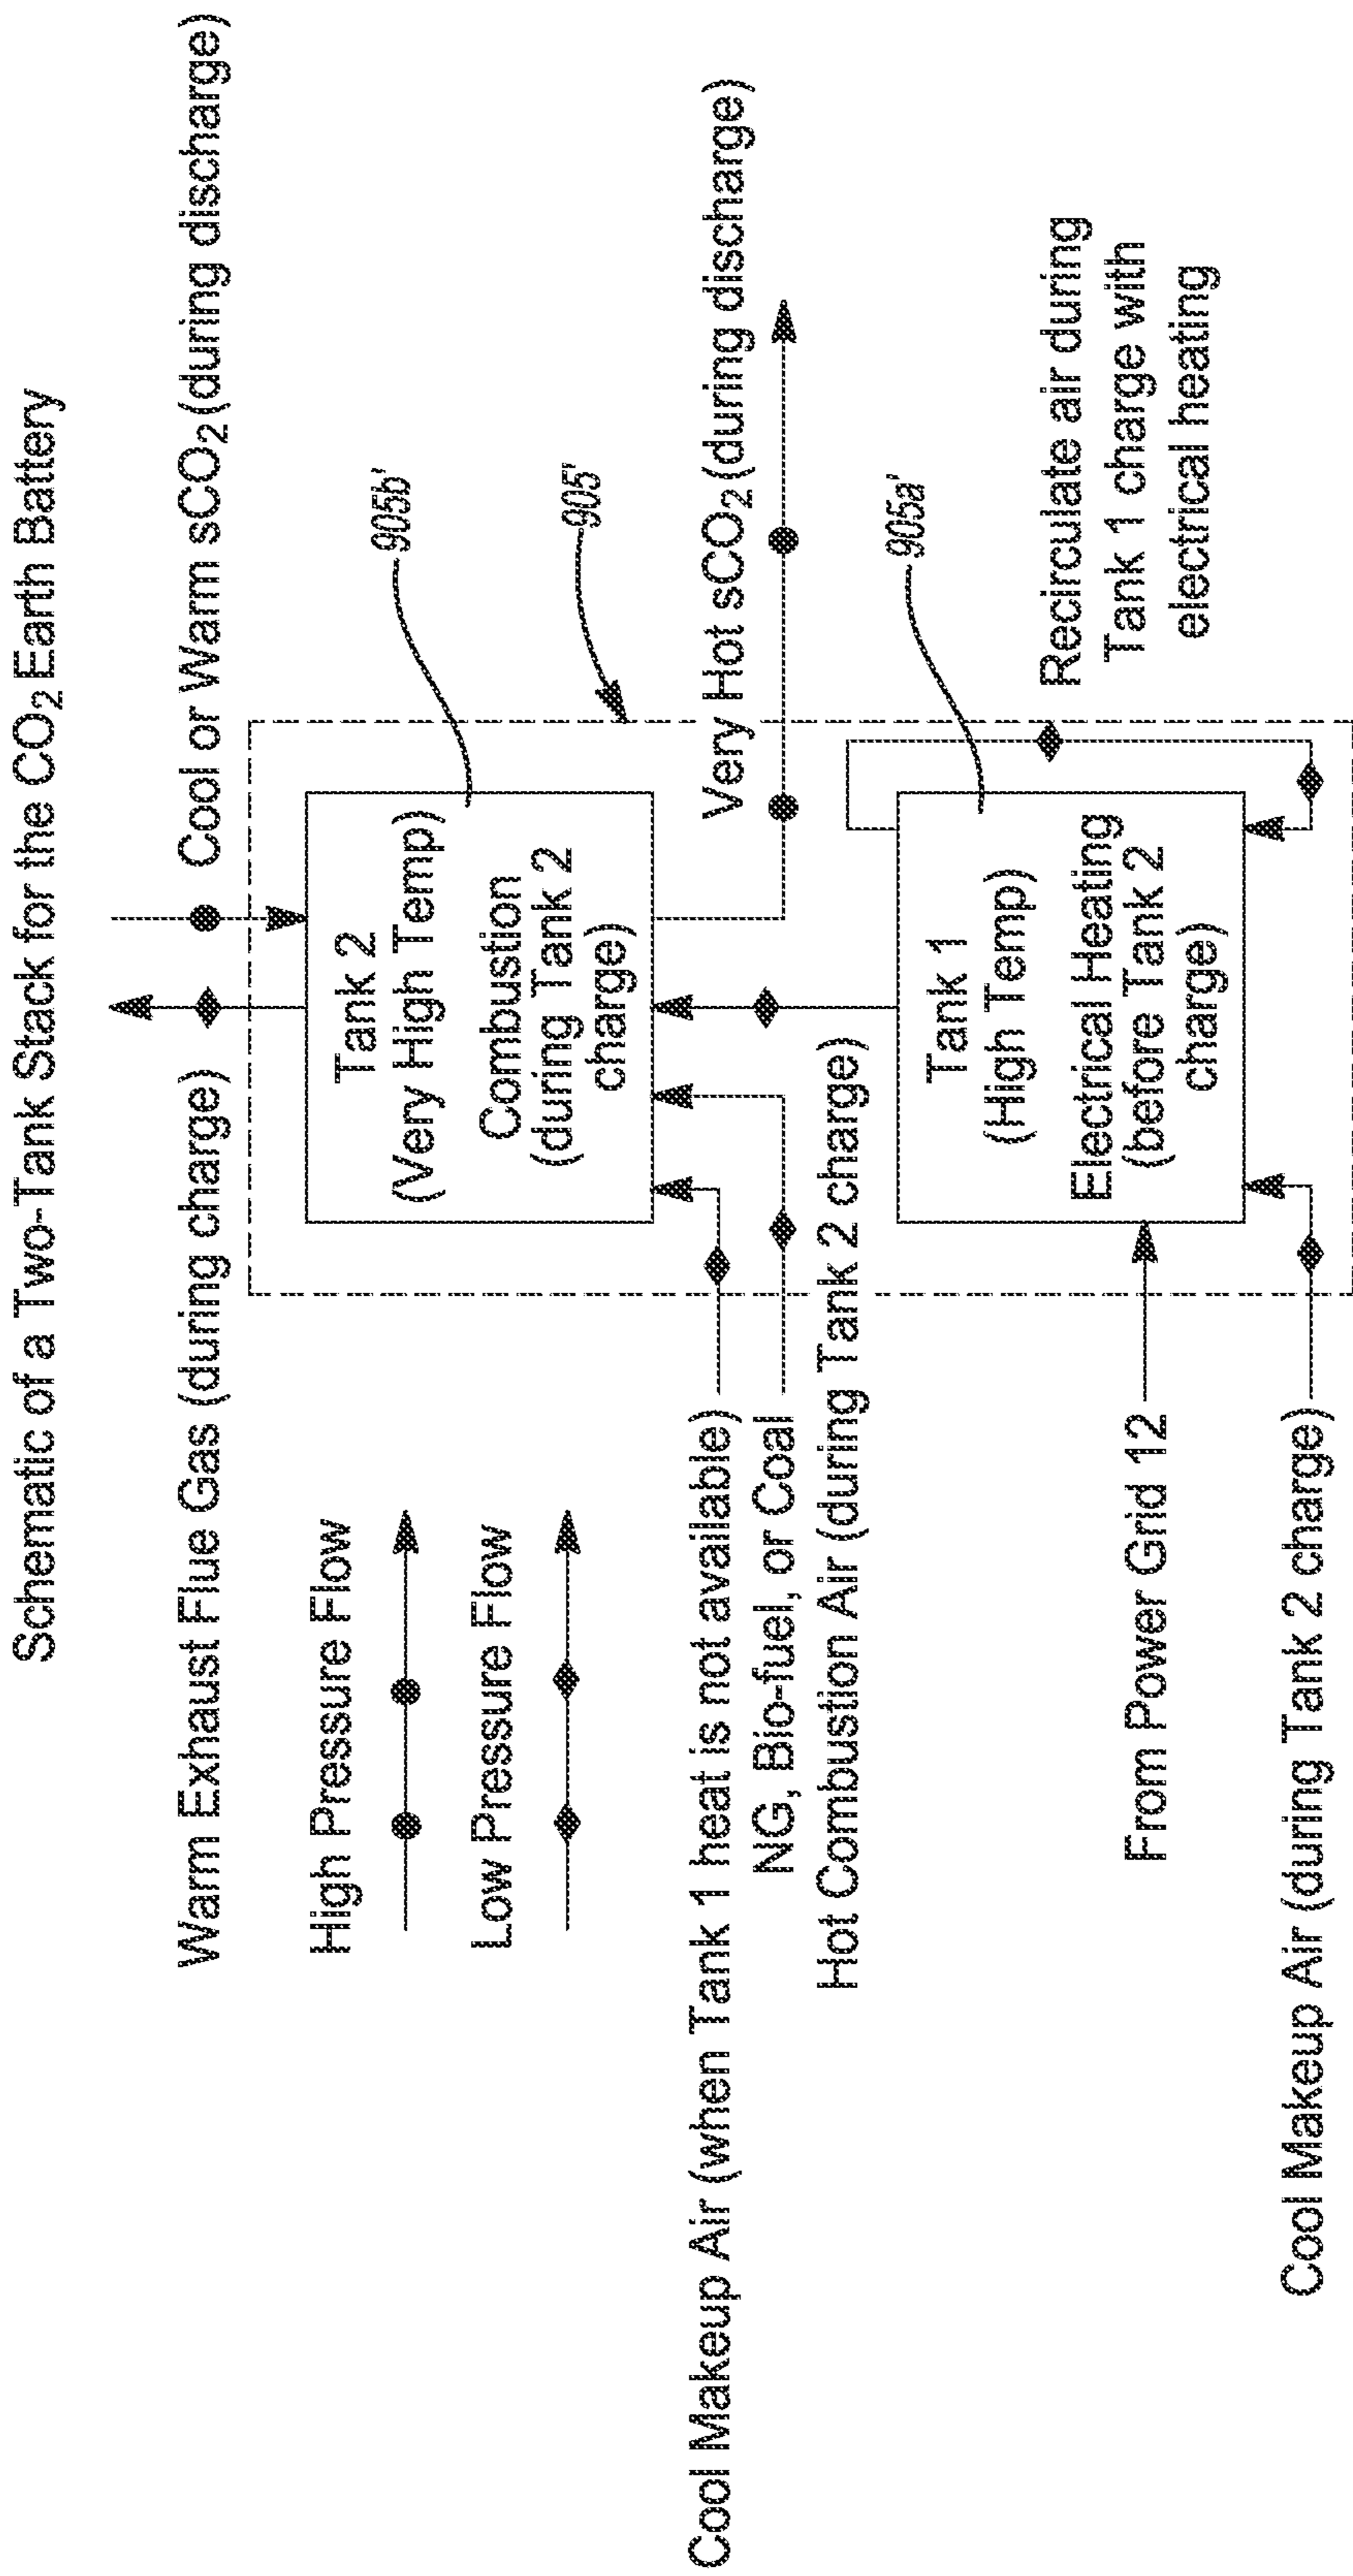 Schematic of a Two-Tank Stack for the CO₂ Earth Battery
Warm Exhaust Flue Gas (during charge)
Cool or Warm sCO₂ (during discharge)
High Pressure Flow
Low Pressure Flow
Tank 2
(Very High Temp)
Combustion
(during Tank 2
charge)
905b'
905'
Cool Makeup Air (when Tank 1 heat is not available)
NG, Bio-fuel, or Coal
Hot Combustion Air (during Tank 2 charge)
Very Hot sCO₂ (during discharge)
905a'
Tank 1
(High Temp)
Electrical Heating
(before Tank 2
charge)
Recirculate air during
Tank 1 charge with
electrical heating
From Power Grid 12
Cool Makeup Air (during Tank 2 charge)